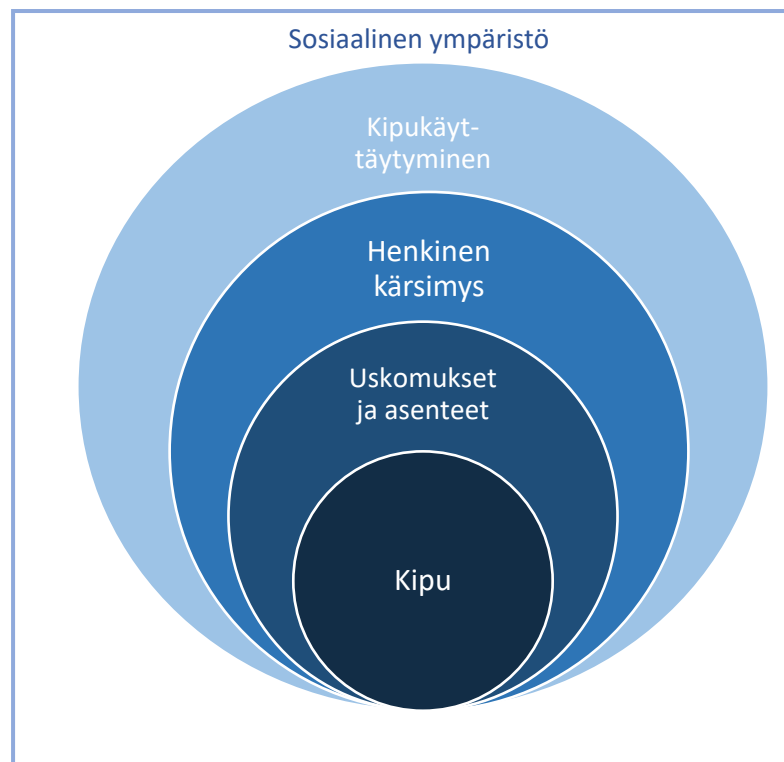 Sosiaalinen ympäristö
Kipukäyt-
täytyminen
Henkinen
kärsimys
Uskomukset
ja asenteet
Kipu